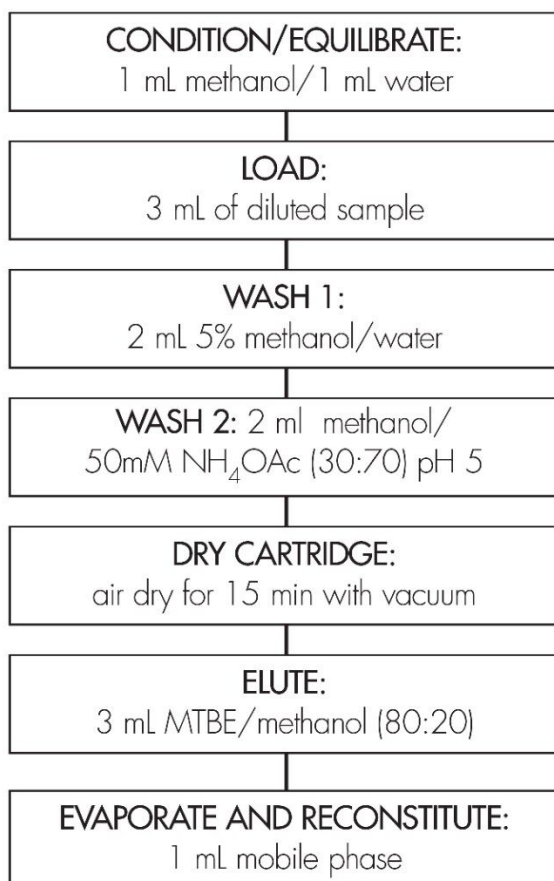 CONDITION/EQUILIBRATE:
1 mL methanol/1 mL water
LOAD:
3 mL of diluted sample
WASH 1:
2 mL 5% methanol/water
WASH 2: 2 ml methanol/
50mM NH₄OAc (30:70) pH 5
DRY CARTRIDGE:
air dry for 15 min with vacuum
ELUTE:
3 mL MTBE/methanol (80:20)
EVAPORATE AND RECONSTITUTE:
1 mL mobile phase